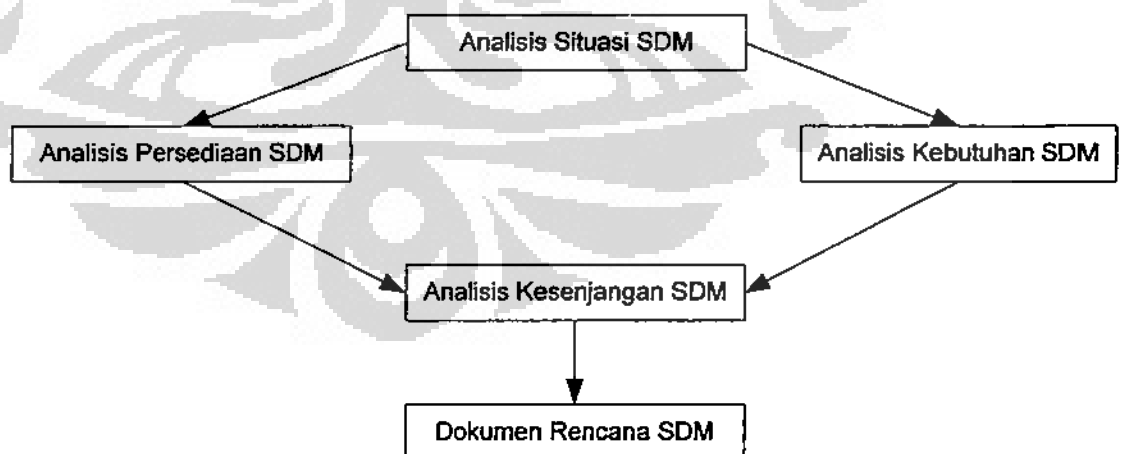 Analisis Situasi SDM
Analisis Persediaan SDM
Analisis Kebutuhan SDM
Analisis Kesenjangan SDM
Dokumen Rencana SDM